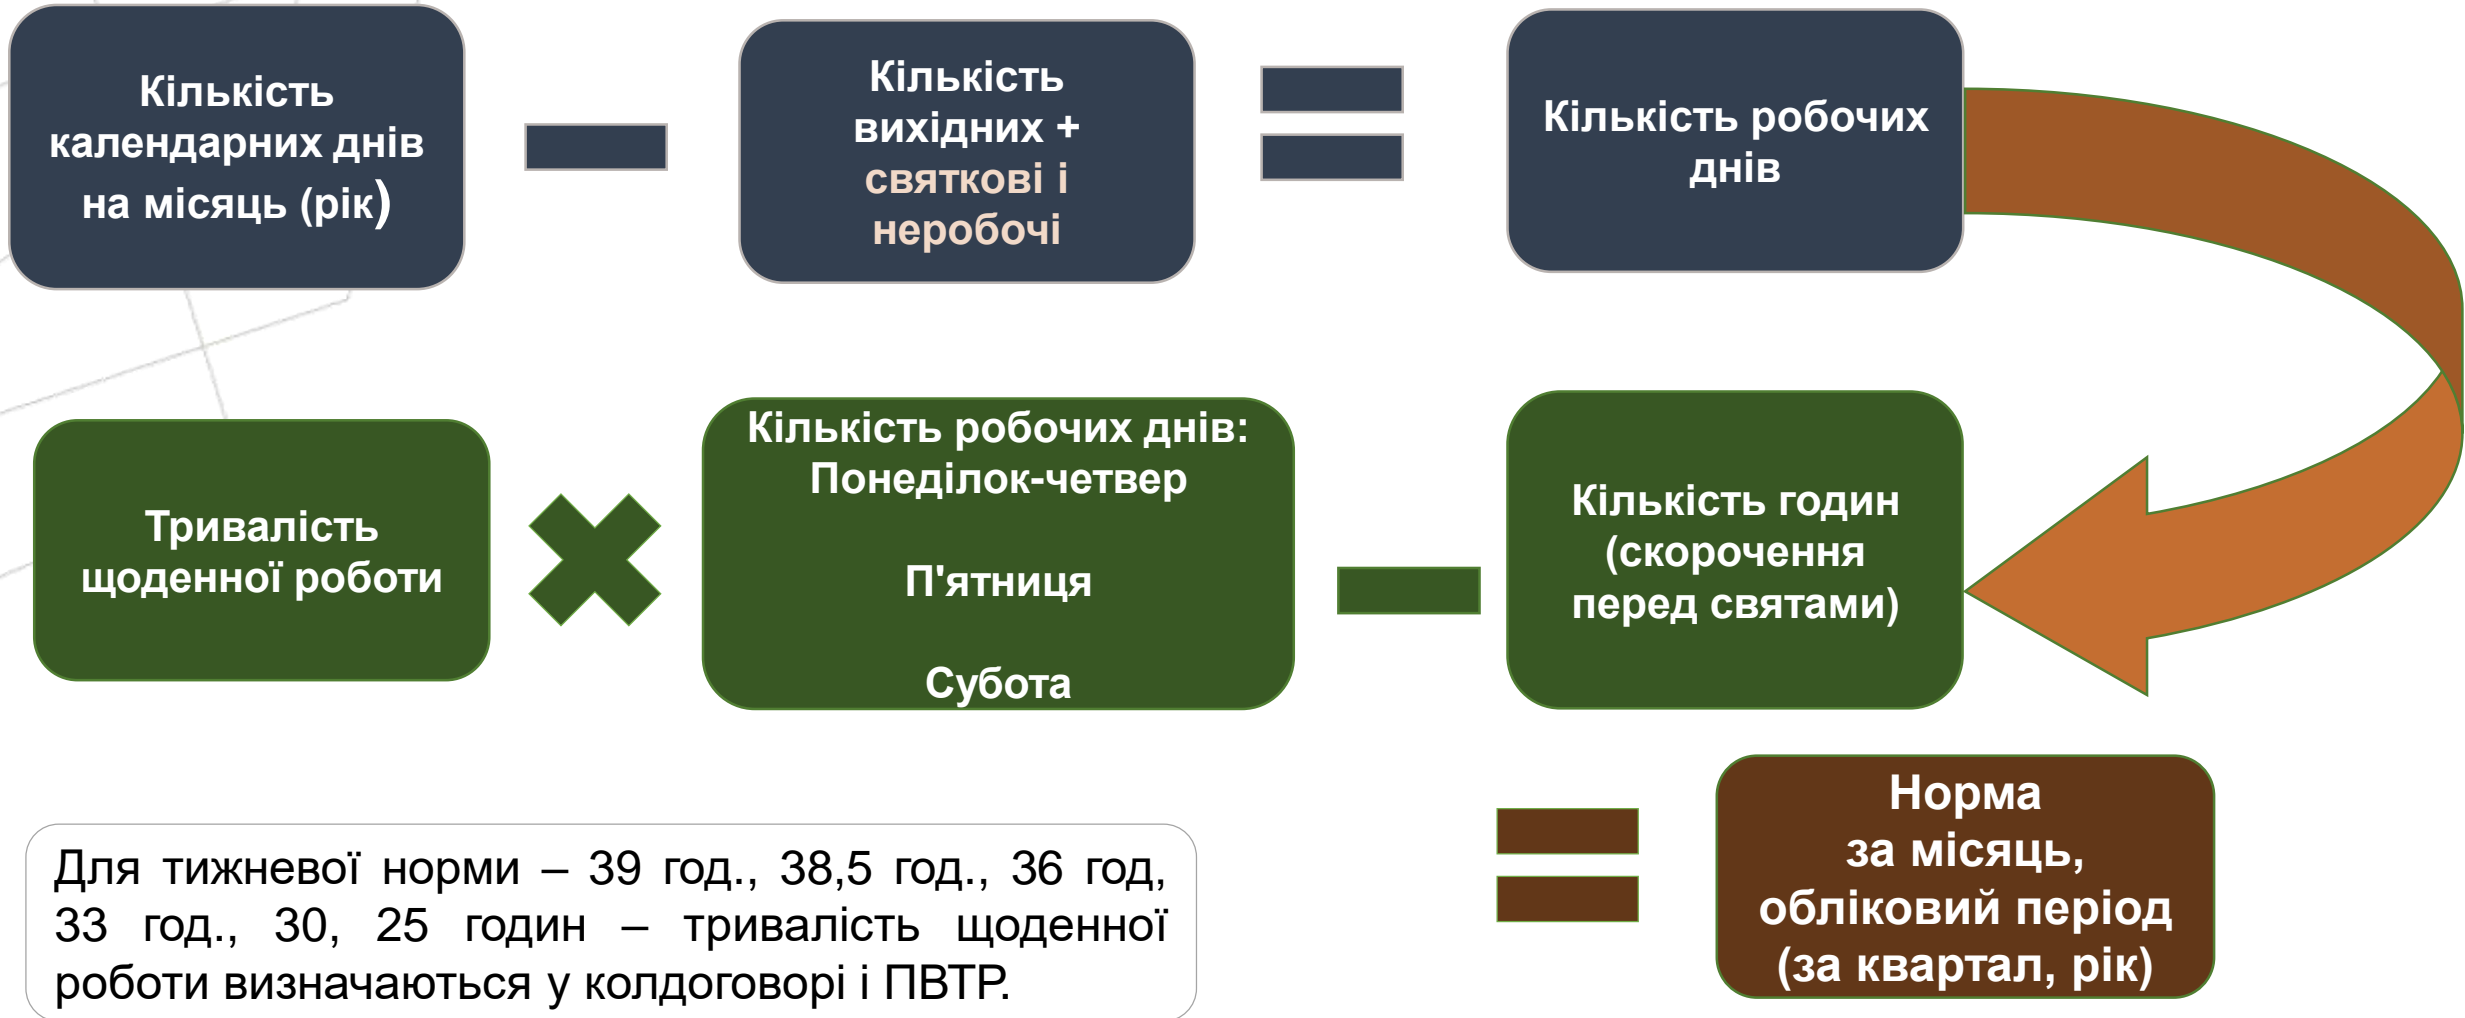 Кількість
календарних днів
на місяць (рік)
Кількість
вихідних +
святкові і
неробочі
Кількість робочих
днів
Тривалість
щоденної роботи
Кількість робочих днів:
Понеділок-четвер
П'ятниця
Субота
Кількість годин
(скорочення
перед святами)
Норма
за місяць,
обліковий період
(за квартал, рік)
Для тижневої норми – 39 год., 38,5 год., 36 год,
33 год., 30, 25 годин – тривалість щоденної
роботи визначаються у колдоговорі і ПВТР.